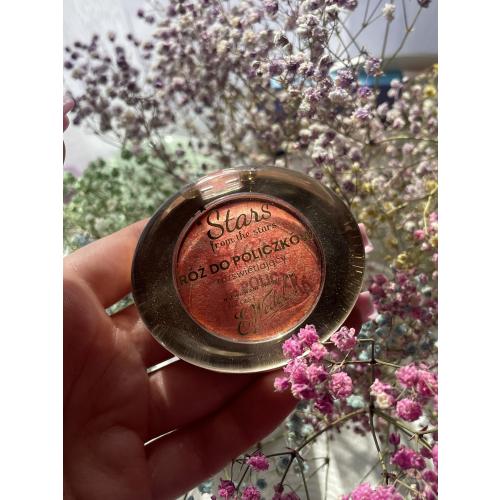 Stars
from the stars
RÓŻ DO POLICZKÓW
rozświetlający